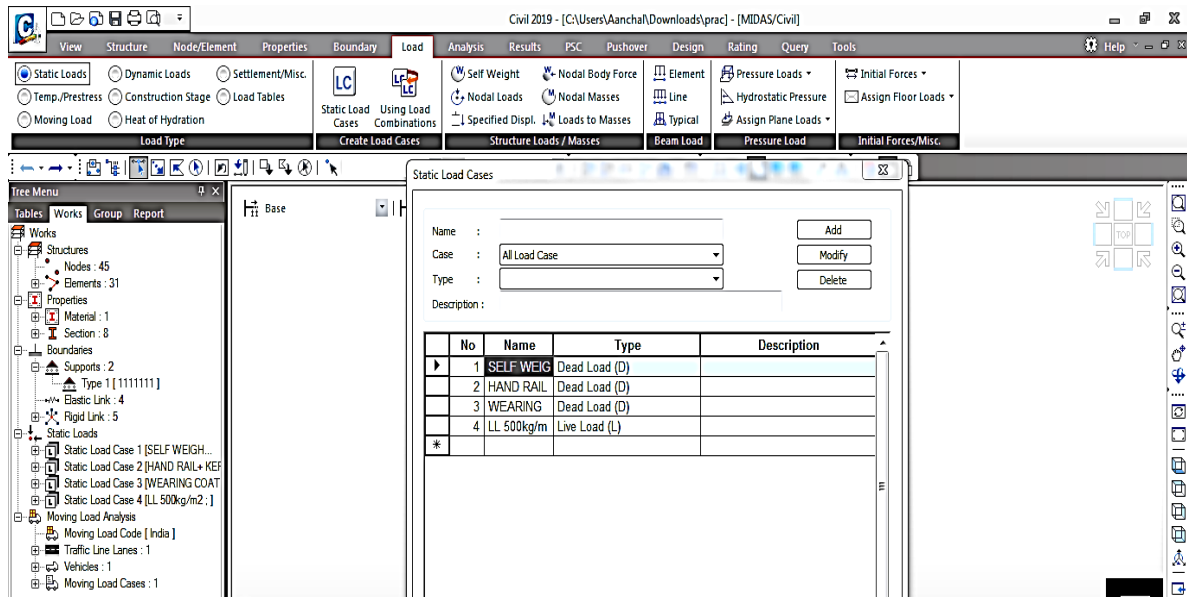 Civil 2019 - [C:\Users\Aanchal\Downloads\prac] - [MIDAS/Civil]
View Structure Node/Element Properties Boundary Load Analysis Results PSC Pushover Design Rating Query Tools Help
Static Loads Dynamic Loads Settlement/Misc. LC LC LC Self Weight Nodal Body Force Element Pressure Loads Initial Forces
Temp./Prestress Construction Stage Load Tables Static Load Using Load Nodal Loads Nodal Masses Line Hydrostatic Pressure Assign Floor Loads
Moving Load Heat of Hydration Cases Combinations Specified Displ. Loads to Masses Typical Assign Plane Loads
Load Type Create Load Cases Structure Loads / Masses Beam Load Pressure Load Initial Forces/Misc.
Tree Menu
Tables Works Group Report
Works
Structures
Nodes : 45
Elements : 31
Properties
Material : 1
Section : 8
Boundaries
Supports : 2
Type 1 [ 1111111 ]
Elastic Link : 4
Rigid Link : 5
Static Loads
Static Load Case 1 [SELF WEIGH...
Static Load Case 2 [HAND RAIL+ KER
Static Load Case 3 [WEARING COAT
Static Load Case 4 [LL 500kg/m2 ; ]
Moving Load Analysis
Moving Load Code [ India ]
Traffic Line Lanes : 1
Vehicles : 1
Moving Load Cases : 1
Base
Static Load Cases
Name : Add
Case : All Load Case Modify
Type : Delete
Description :
No Name Type Description
1 SELF WEIG Dead Load (D)
2 HAND RAIL Dead Load (D)
3 WEARING Dead Load (D)
4 LL 500kg/m Live Load (L)
*
TOP